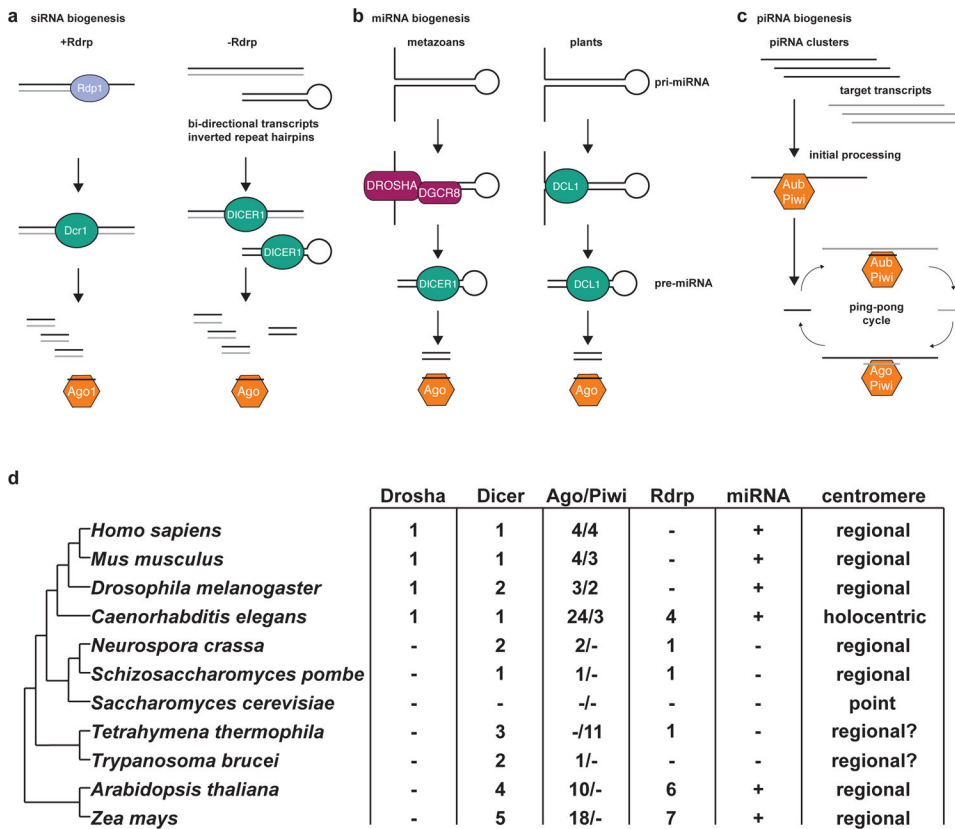 a siRNA biogenesis
+Rdrp
-Rdrp
Rdp1
bi-directional transcripts
inverted repeat hairpins
Dcr1
DICER1
DICER1
Ago1
Ago
b miRNA biogenesis
metazoans
plants
pri-miRNA
DROSHA
DGCR8
DCL1
DICER1
DCL1
pre-miRNA
Ago
Ago
c piRNA biogenesis
piRNA clusters
target transcripts
initial processing
Aub
Piwi
Aub
Piwi
ping-pong
cycle
Ago
Piwi
d
Drosha Dicer Ago/Piwi Rdrp miRNA centromere
Homo sapiens 1 1 4/4 - + regional
Mus musculus 1 1 4/3 - + regional
Drosophila melanogaster 1 2 3/2 - + regional
Caenorhabditis elegans 1 1 24/3 4 + holocentric
Neurospora crassa - 2 2/- 1 - regional
Schizosaccharomyces pombe - 1 1/- 1 - regional
Saccharomyces cerevisiae - - -/- - - point
Tetrahymena thermophila - 3 -/11 1 - regional?
Trypanosoma brucei - 2 1/- - - regional?
Arabidopsis thaliana - 4 10/- 6 + regional
Zea mays - 5 18/- 7 + regional